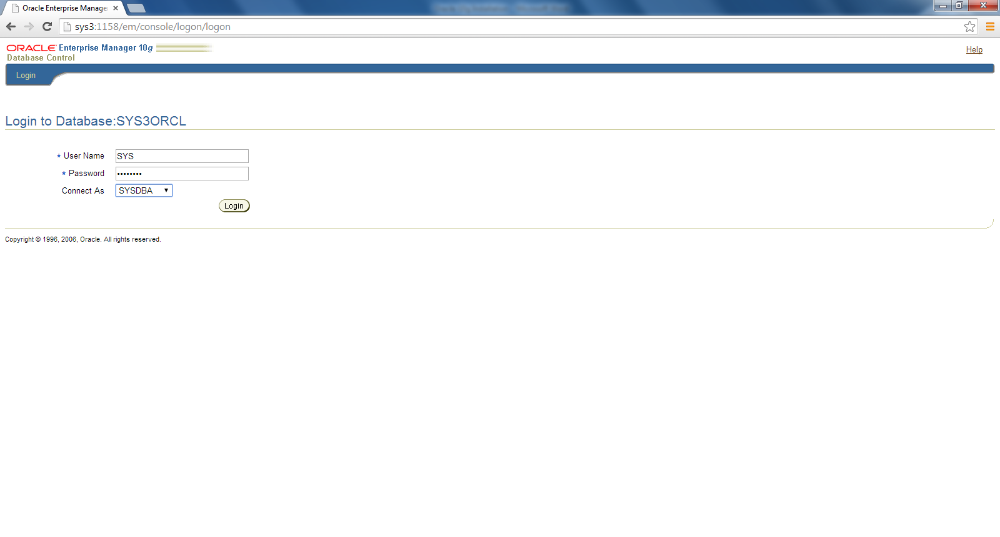 Oracle Enterprise Manage
sys3:1158/em/console/logon/logon
ORACLE Enterprise Manager 10g
Database Control
Help
Login
Login to Database:SYS3ORCL
* User Name SYS
* Password ••••••••
Connect As SYSDBA
Login
Copyright © 1996, 2006, Oracle. All rights reserved.